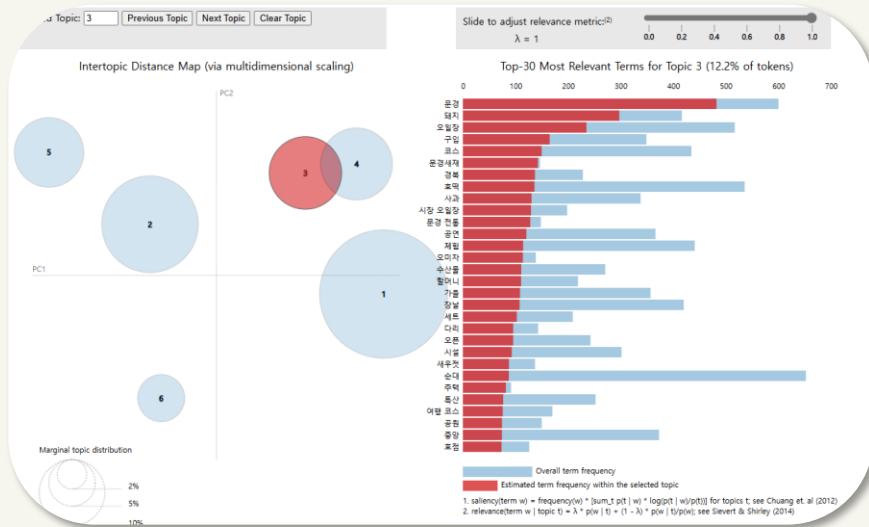 d Topic: 3 Previous Topic Next Topic Clear Topic
Slide to adjust relevance metric:(2)
λ = 1
0.0 0.2 0.4 0.6 0.8 1.0
Intertopic Distance Map (via multidimensional scaling)
PC2
PC1
5
2
3
4
1
6
Marginal topic distribution
2%
5%
10%
Top-30 Most Relevant Terms for Topic 3 (12.2% of tokens)
0 100 200 300 400 500 600 700
문경
돼지
오일장
구입
코스
문경새재
경북
호떡
사과
시장 오일장
문경 전통
공연
체험
오미자
수산물
할머니
가을
장날
세트
다리
오픈
시설
새우젓
순대
주택
특산
여행 코스
공원
중앙
호점
Overall term frequency
Estimated term frequency within the selected topic
1. saliency(term w) = frequency(w) * [sum_t p(t | w) * log(p(t | w)/p(t))] for topics t; see Chuang et. al (2012)
2. relevance(term w | topic t) = λ * p(w | t) + (1 - λ) * p(w | t)/p(w); see Sievert & Shirley (2014)